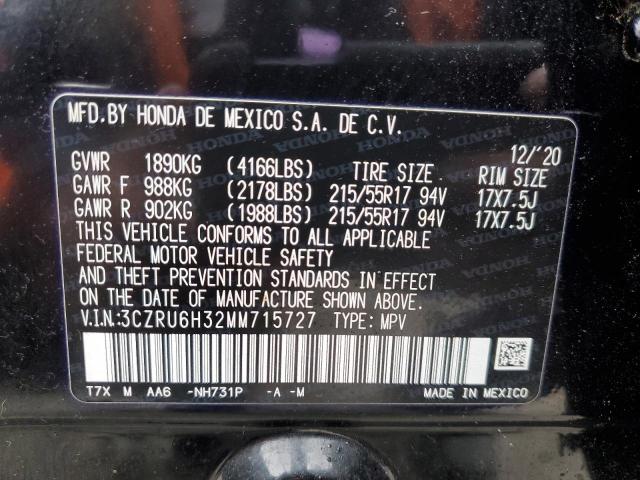 MFD. BY HONDA DE MEXICO S.A. DE C.V.
12/'20
GVWR 1890KG (4166LBS) TIRE SIZE RIM SIZE
GAWR F 988KG (2178LBS) 215/55R17 94V 17X7.5J
GAWR R 902KG (1988LBS) 215/55R17 94V 17X7.5J
THIS VEHICLE CONFORMS TO ALL APPLICABLE
FEDERAL MOTOR VEHICLE SAFETY
AND THEFT PREVENTION STANDARDS IN EFFECT
ON THE DATE OF MANUFACTURE SHOWN ABOVE.
V.I.N:3CZRU6H32MM715727 TYPE: MPV
T7X M AA6 -NH731P -A -M MADE IN MEXICO